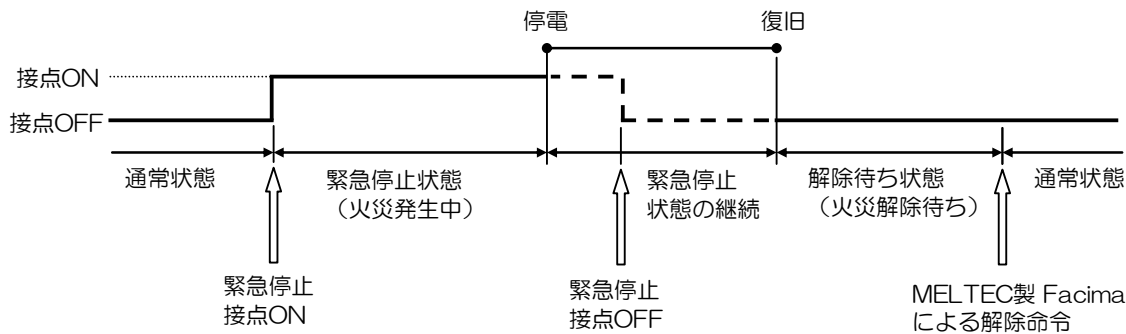 停電
復旧
接点ON
接点OFF
通常状態
緊急停止状態
（火災発生中）
緊急停止
状態の継続
解除待ち状態
（火災解除待ち）
通常状態
緊急停止
接点ON
緊急停止
接点OFF
MELTEC製 Facima
による解除命令